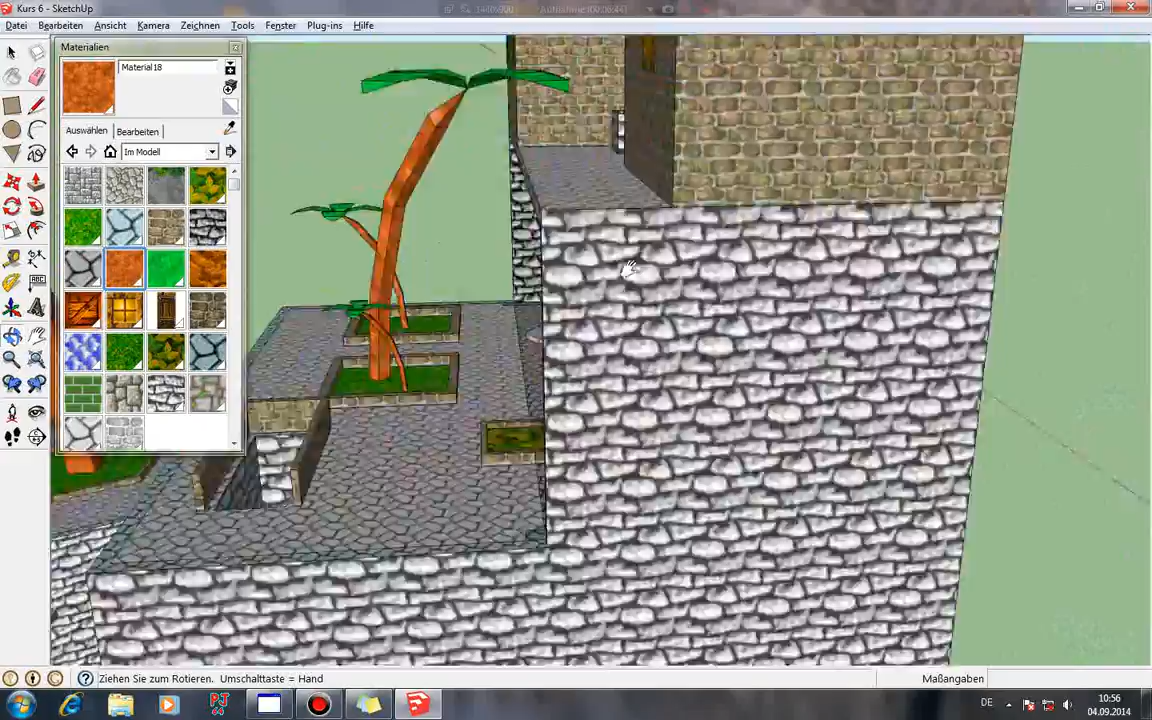 Kurs 6 - SketchUp
Datei Bearbeiten Ansicht Kamera Zeichnen Tools Fenster Plug-ins Hilfe
Materialien
Material18
Auswählen Bearbeiten
Im Modell
ABC
Ziehen Sie zum Rotieren. Umschalttaste = Hand
Maßangaben
DE
10:56
04.09.2014